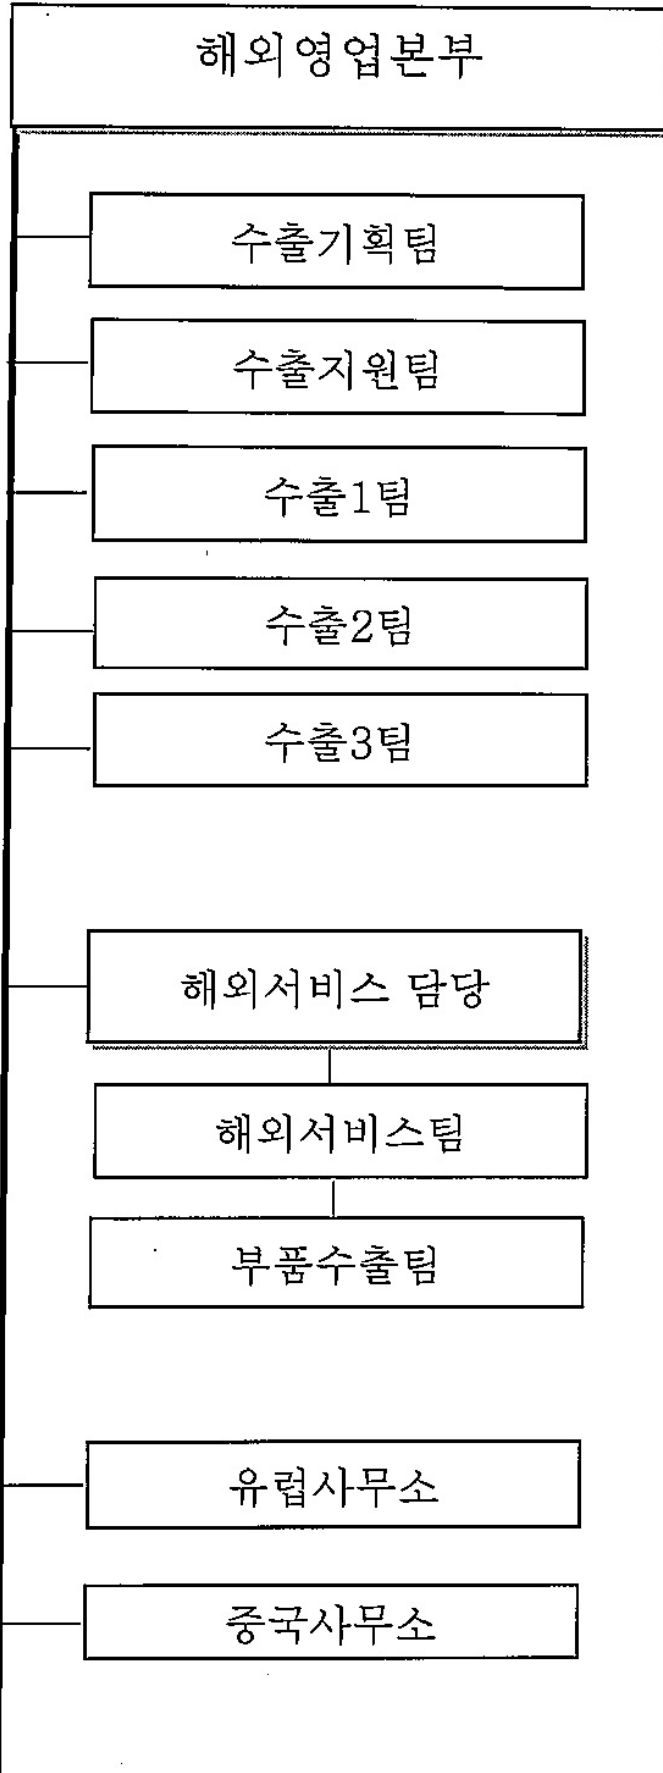 해외영업본부
수출기획팀
수출지원팀
수출1팀
수출2팀
수출3팀
해외서비스 담당
해외서비스팀
부품수출팀
유럽사무소
중국사무소